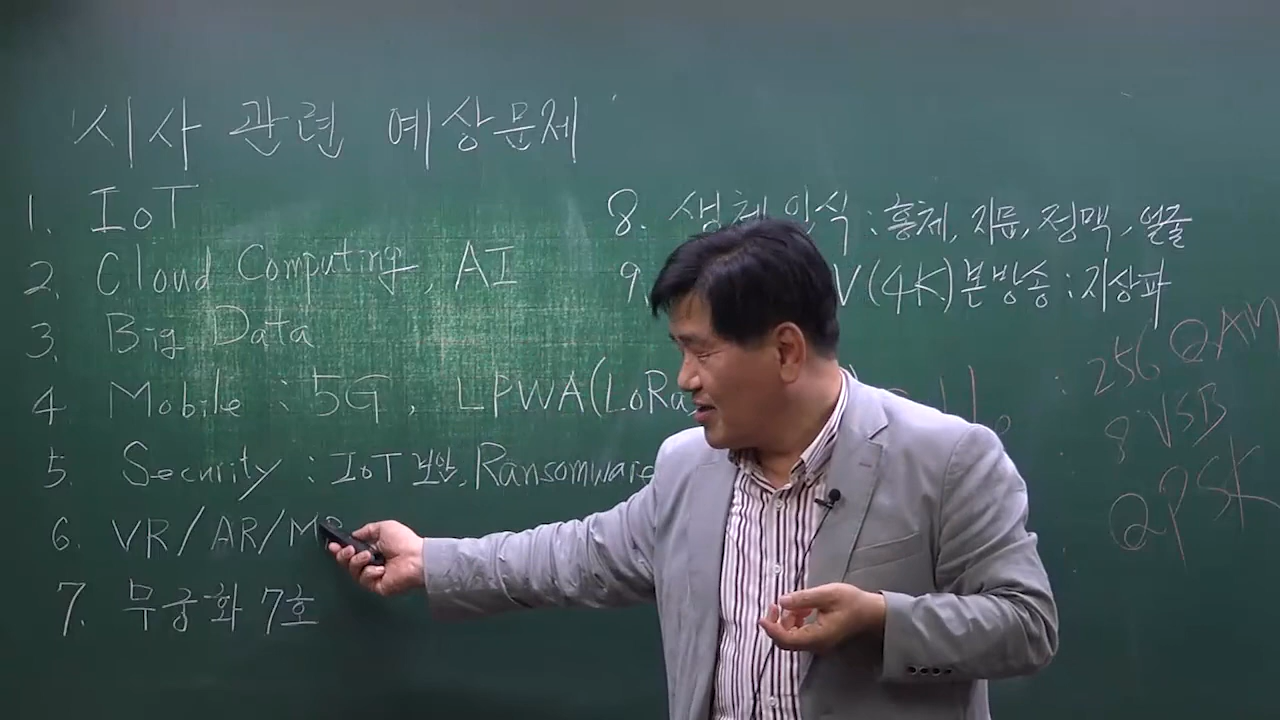 시사 관련 예상문제
1. IoT
2. Cloud Computing, AI
3. Big Data
4. Mobile : 5G, LPWA(LoRa
5. Security : IoT 보안, Ransomware
6. VR/AR/MR
7. 무궁화 7호
8. 생체인식 : 홍체, 지문, 정맥, 얼굴
9. V(4K)본방송 : 지상파
: 256 QAM
8 VSB
: QPSK